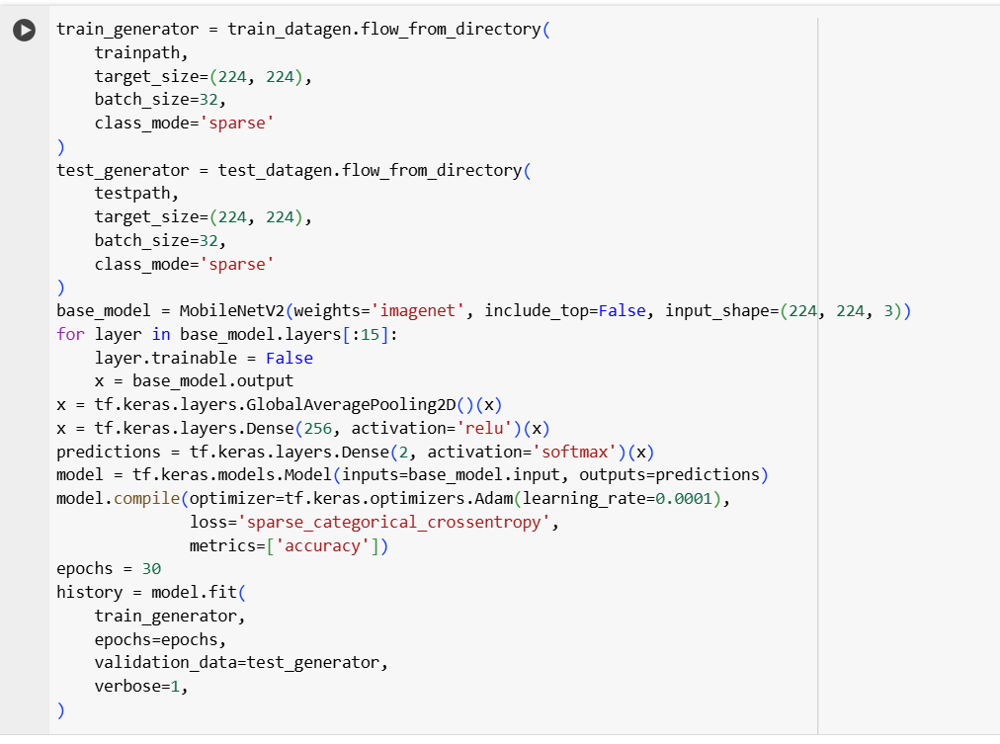 train_generator = train_datagen.flow_from_directory(
    trainpath,
    target_size=(224, 224),
    batch_size=32,
    class_mode='sparse'
)
test_generator = test_datagen.flow_from_directory(
    testpath,
    target_size=(224, 224),
    batch_size=32,
    class_mode='sparse'
)
base_model = MobileNetV2(weights='imagenet', include_top=False, input_shape=(224, 224, 3))
for layer in base_model.layers[:15]:
    layer.trainable = False
    x = base_model.output
x = tf.keras.layers.GlobalAveragePooling2D()(x)
x = tf.keras.layers.Dense(256, activation='relu')(x)
predictions = tf.keras.layers.Dense(2, activation='softmax')(x)
model = tf.keras.models.Model(inputs=base_model.input, outputs=predictions)
model.compile(optimizer=tf.keras.optimizers.Adam(learning_rate=0.0001),
              loss='sparse_categorical_crossentropy',
              metrics=['accuracy'])
epochs = 30
history = model.fit(
    train_generator,
    epochs=epochs,
    validation_data=test_generator,
    verbose=1,
)